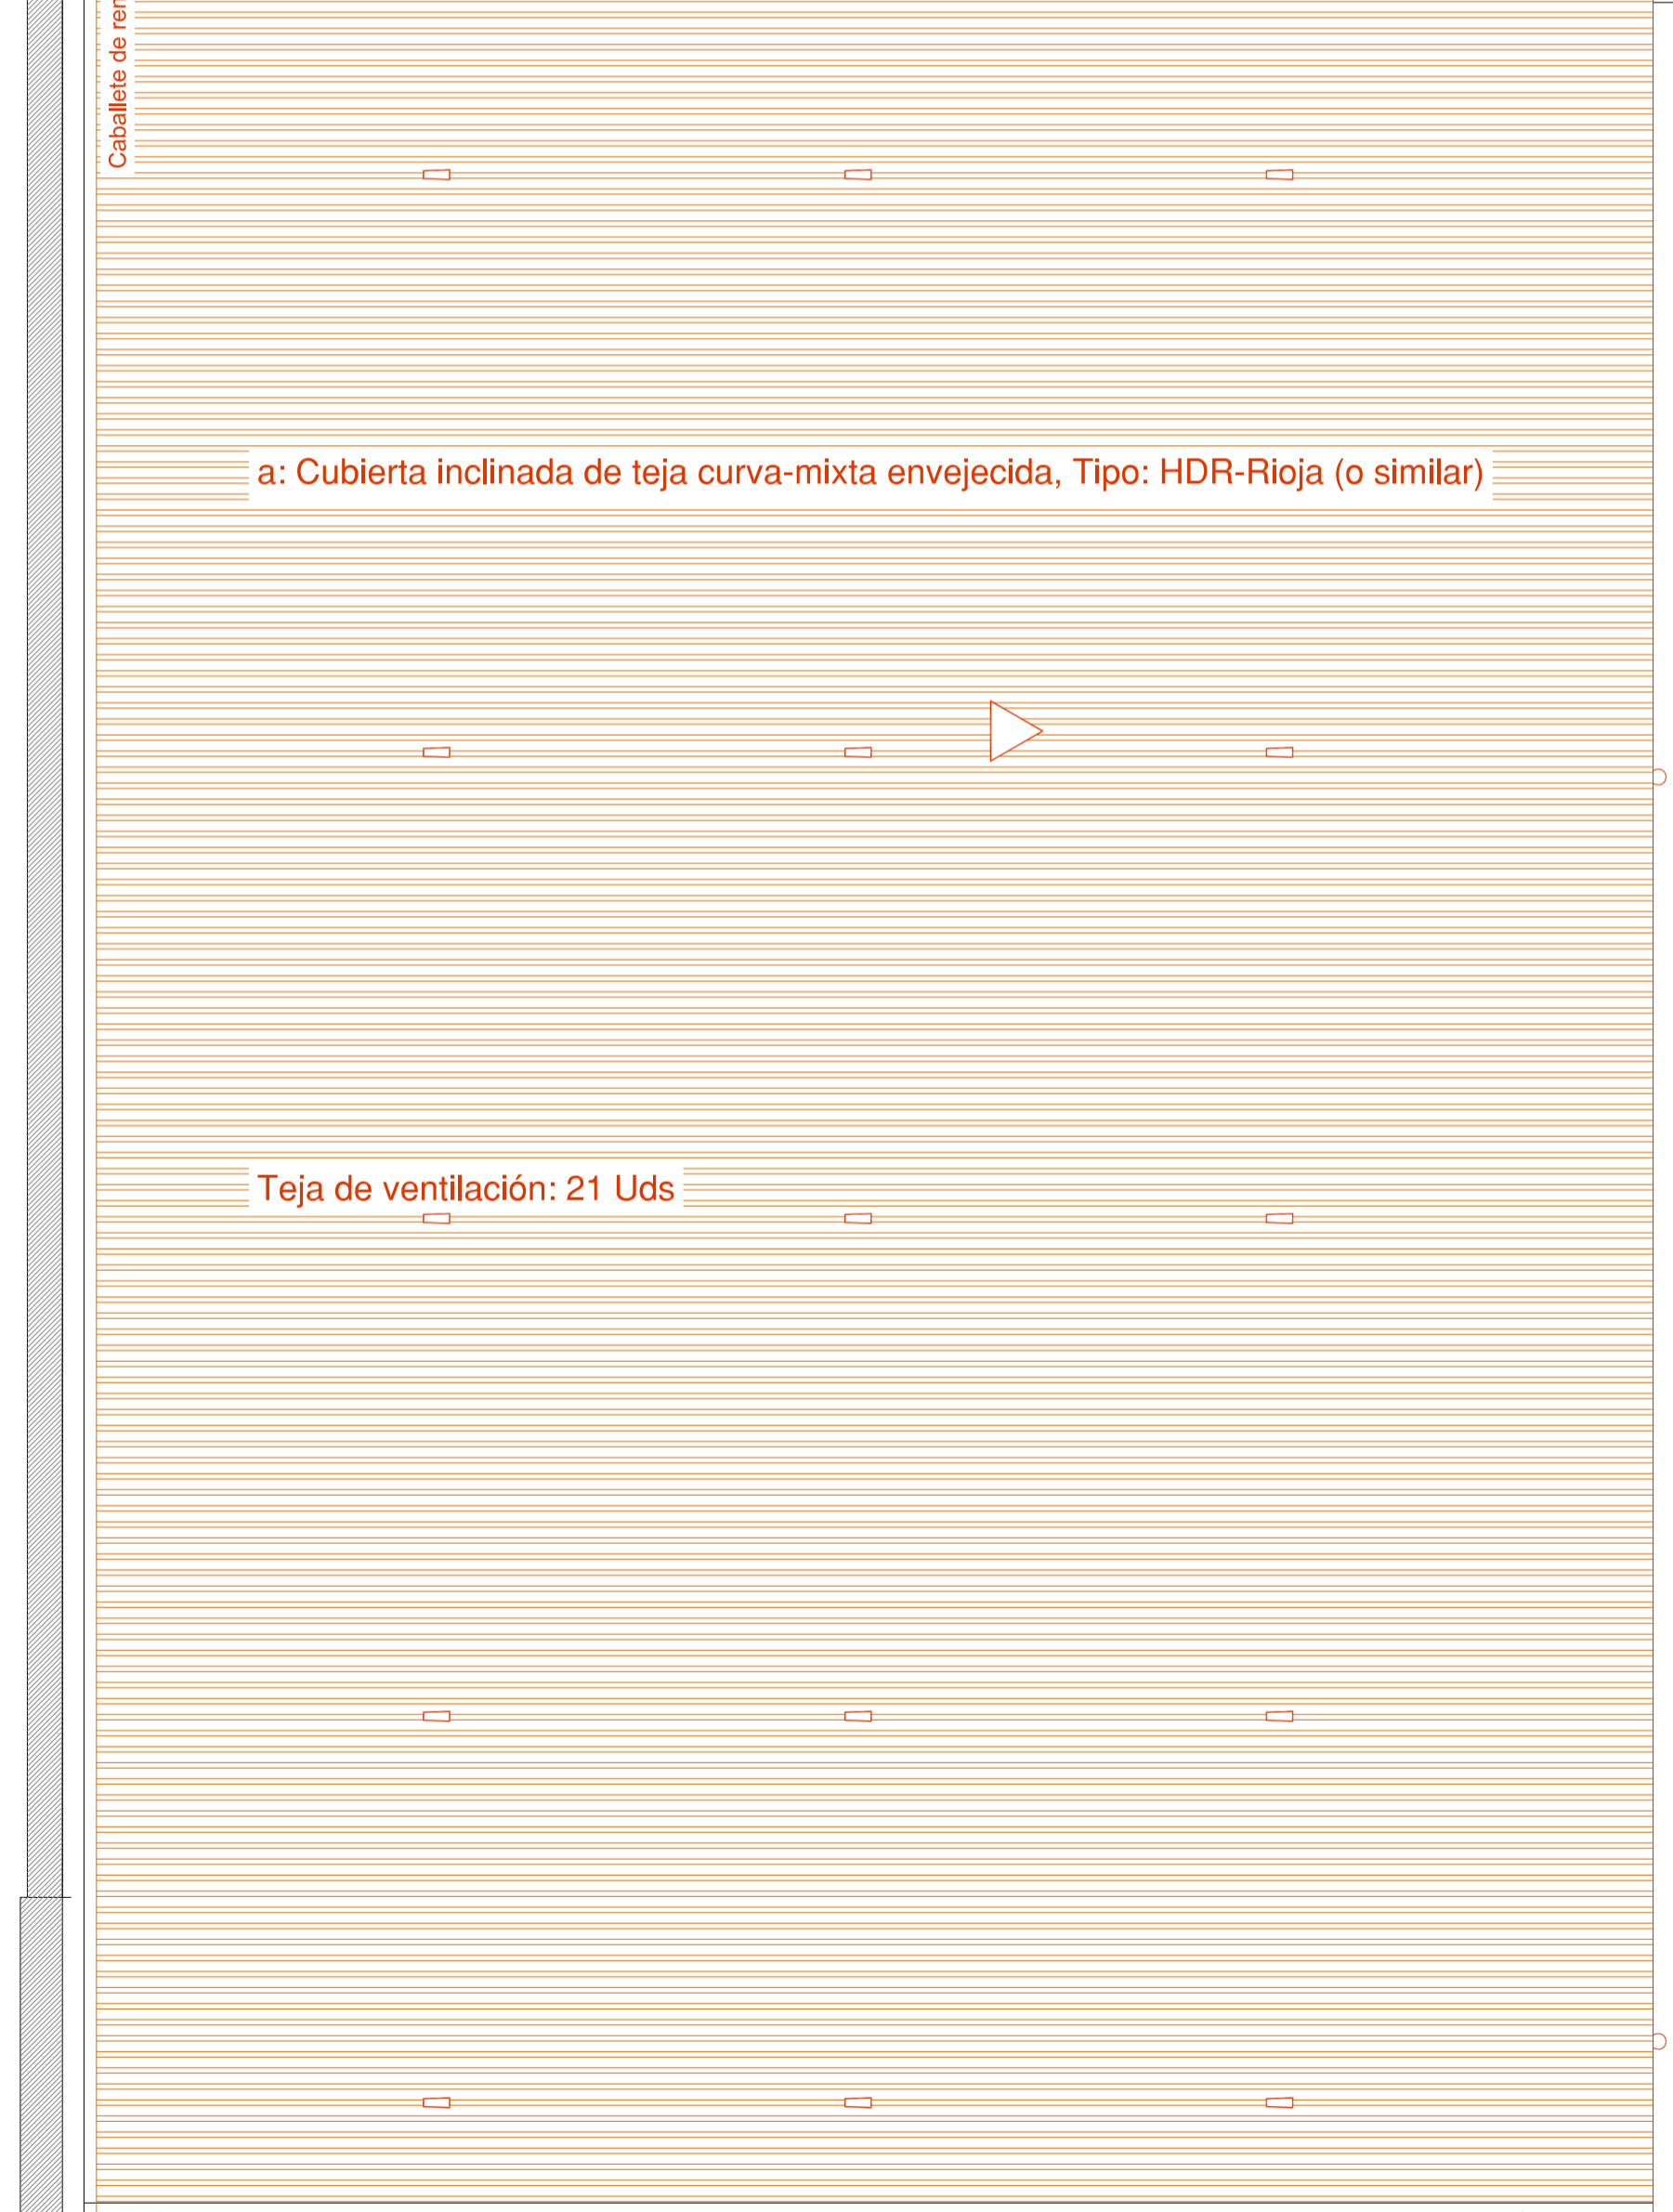 Caballete de
a: Cubierta inclinada de teja curva-mixta envejecida, Tipo: HDR-Rioja (o similar)
Teja de ventilación: 21 Uds